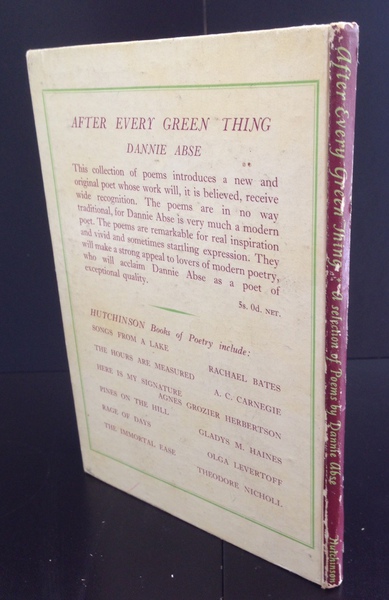 AFTER EVERY GREEN THING
DANNIE ABSE
This collection of poems introduces a new and
original poet whose work will, it is believed, receive
wide recognition. The poems are in no way
traditional, for Dannie Abse is very much a modern
poet. The poems are remarkable for real inspiration
and vivid and sometimes startling expression. They
will make a strong appeal to lovers of modern poetry,
who will acclaim Dannie Abse as a poet of
exceptional quality.
5s. 0d. NET.
HUTCHINSON Books of Poetry include:
SONGS FROM A LAKE RACHAEL BATES
THE HOURS ARE MEASURED A. C. CARNEGIE
HERE IS MY SIGNATURE AGNES GROZIER HERBERTSON
PINES ON THE HILL GLADYS M. HAINES
RAGE OF DAYS OLGA LEVERTOFF
THE IMMORTAL EASE THEODORE NICHOLL
After Every Green Thing : A selection of Poems by Dannie Abse Hutchinson